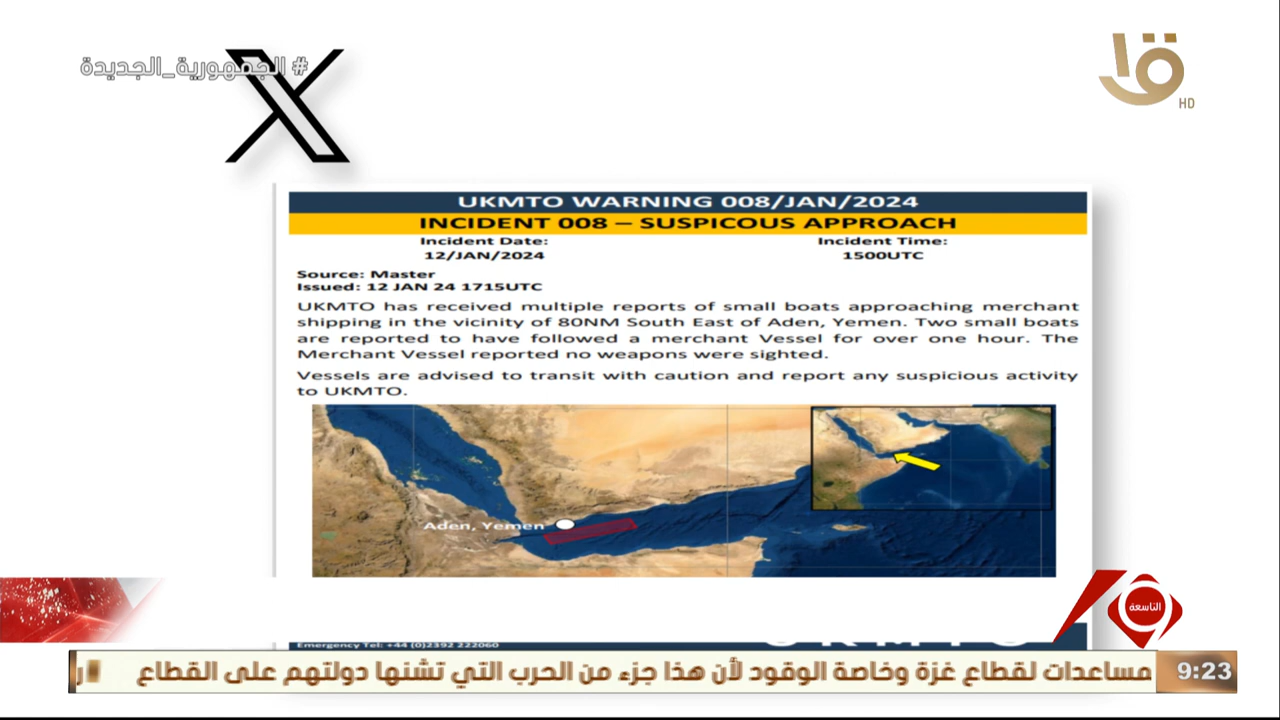 # الجمهورية_الجديدة
HD
UKMTO WARNING 008/JAN/2024
INCIDENT 008 – SUSPICOUS APPROACH
Incident Date:
12/JAN/2024
Incident Time:
1500UTC
Source: Master
Issued: 12 JAN 24 1715UTC
UKMTO has received multiple reports of small boats approaching merchant
shipping in the vicinity of 80NM South East of Aden, Yemen. Two small boats
are reported to have followed a merchant Vessel for over one hour. The
Merchant Vessel reported no weapons were sighted.
Vessels are advised to transit with caution and report any suspicious activity
to UKMTO.
Aden, Yemen
التاسعة
Emergency Tel: +44 (0)2392 222060
مساعدات لقطاع غزة وخاصة الوقود لأن هذا جزء من الحرب التي تشنها دولتهم على القطاع
9:23